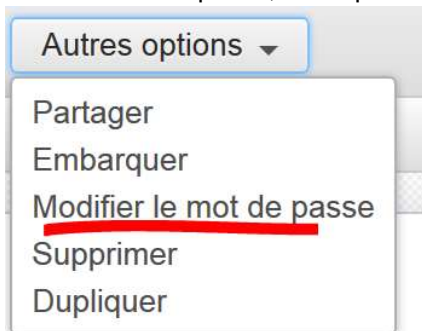 Autres options
Partager
Embarquer
Modifier le mot de passe
Supprimer
Dupliquer